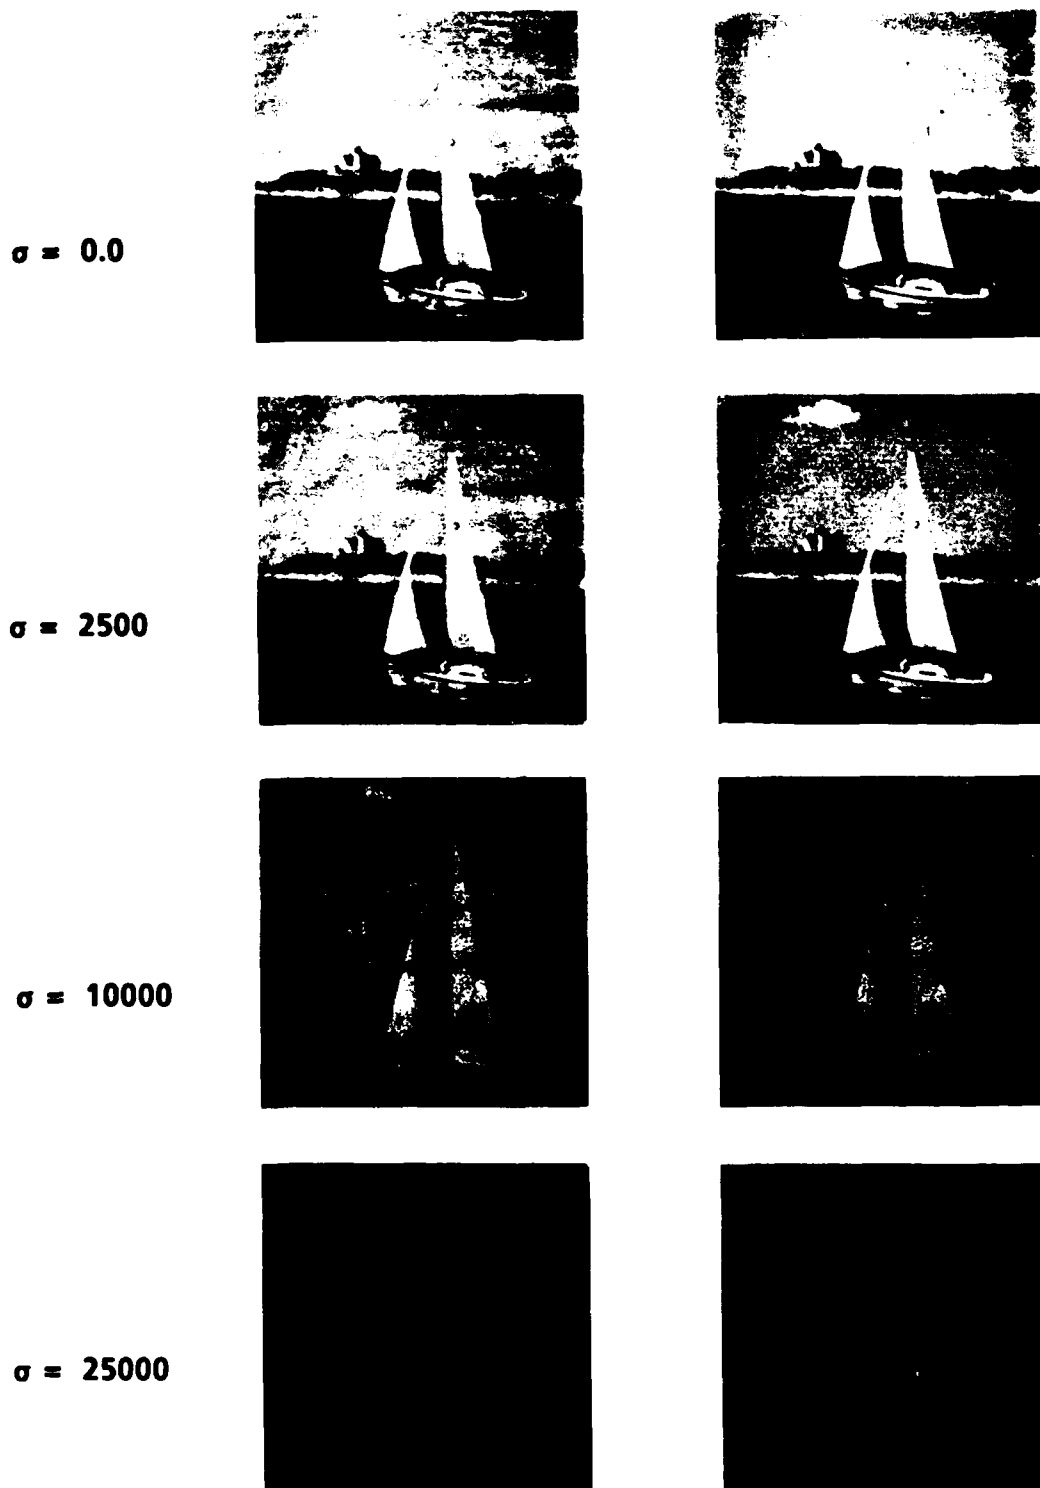 σ = 0.0
σ = 2500
σ = 10000
σ = 25000